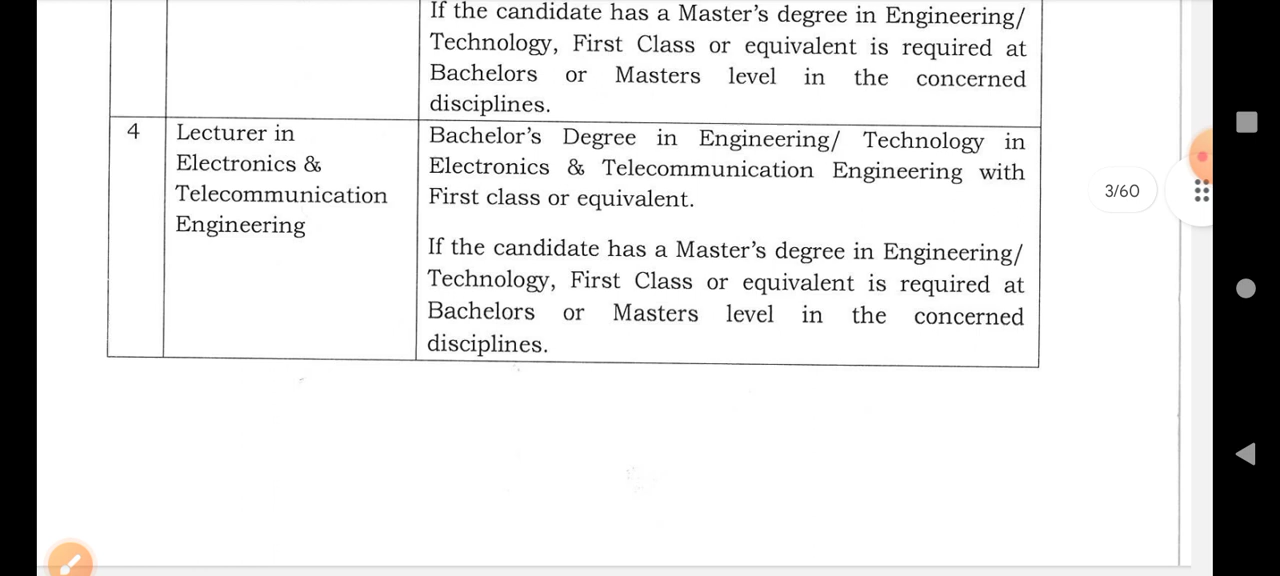 If the candidate has a Master's degree in Engineering/
Technology, First Class or equivalent is required at
Bachelors or Masters level in the concerned
disciplines.
4
Lecturer in
Electronics &
Telecommunication
Engineering
Bachelor's Degree in Engineering/ Technology in
Electronics & Telecommunication Engineering with
First class or equivalent.
If the candidate has a Master's degree in Engineering/
Technology, First Class or equivalent is required at
Bachelors or Masters level in the concerned
disciplines.
3/60